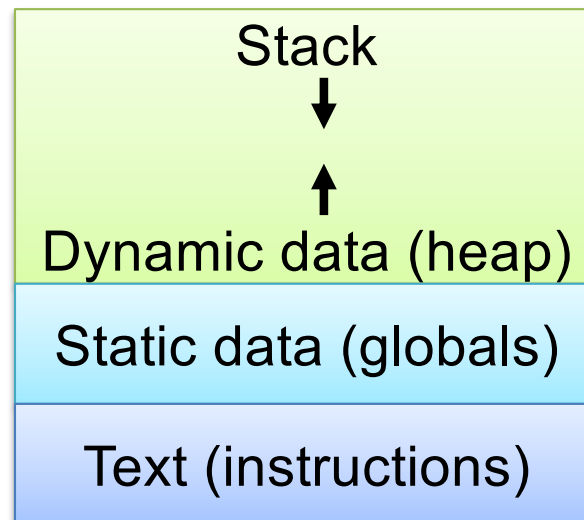 Stack
Dynamic data (heap)
Static data (globals)
Text (instructions)